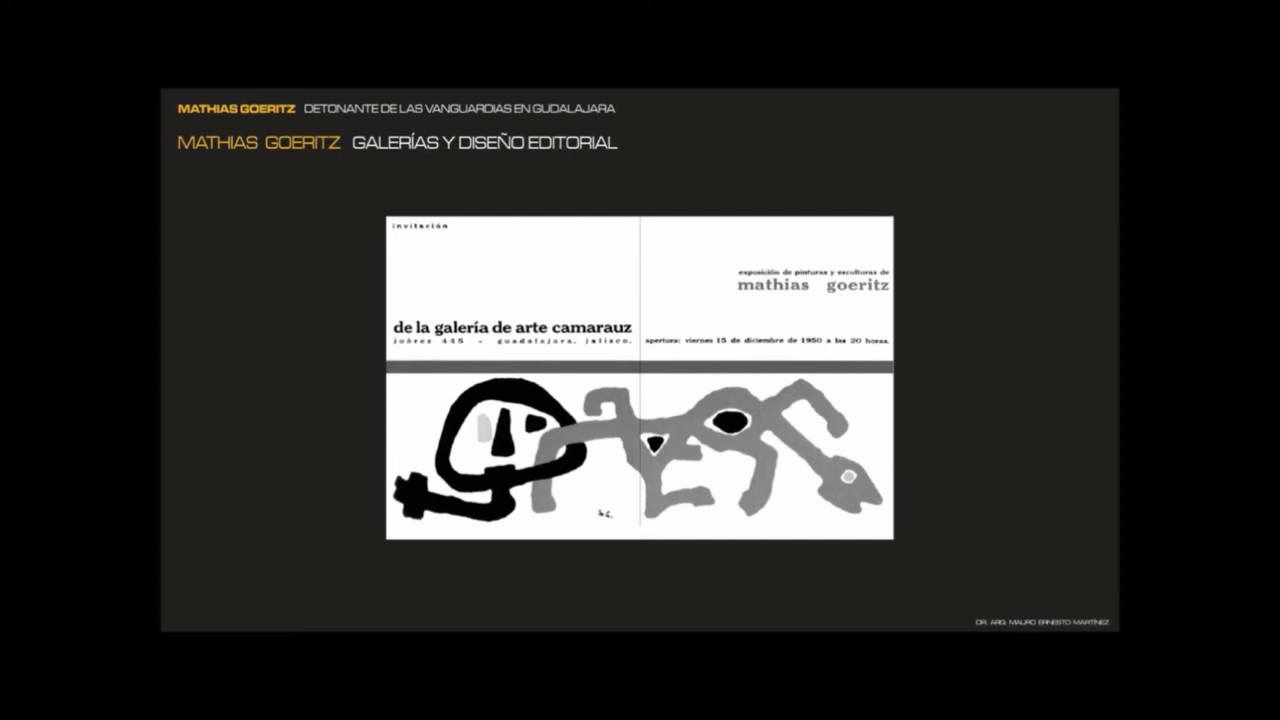 MATHIAS GOERITZ DETONANTE DE LAS VANGUARDIAS EN GUDALAJARA
MATHIAS GOERITZ GALERÍAS Y DISEÑO EDITORIAL
invitación
de la galería de arte camarauz
juárez 445 - guadalajara, jalisco.
exposición de pinturas y esculturas de
mathias goeritz
apertura: viernes 15 de diciembre de 1950 a las 20 horas.
DR. ARQ. MAURO ERNESTO MARTÍNEZ